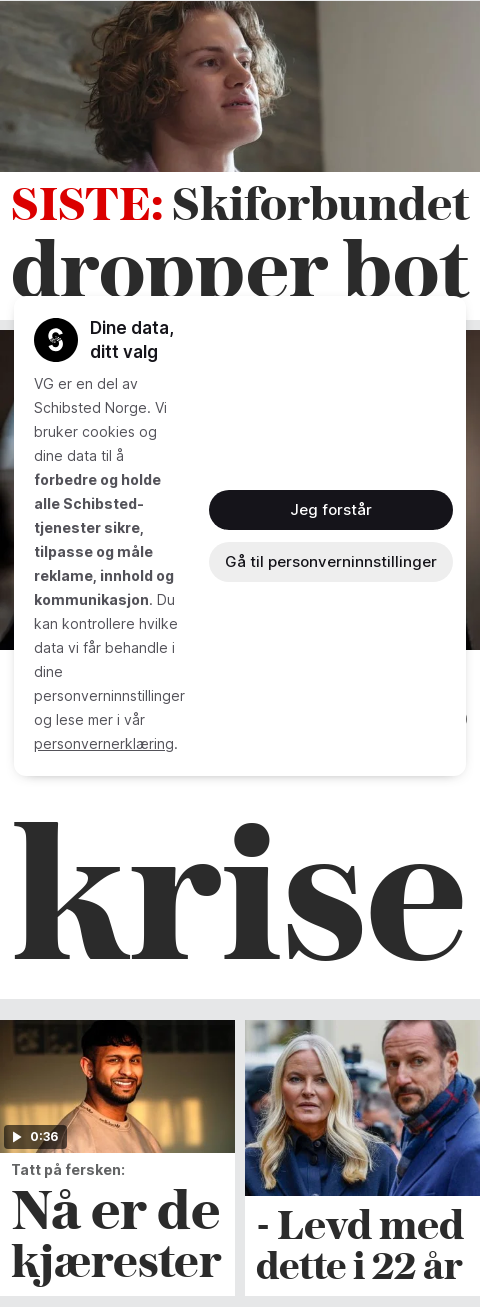 SISTE: Skiforbundet
dropper bot
Dine data,
ditt valg
VG er en del av
Schibsted Norge. Vi
bruker cookies og
dine data til å
forbedre og holde
alle Schibsted-
tjenester sikre,
tilpasse og måle
reklame, innhold og
kommunikasjon. Du
kan kontrollere hvilke
data vi får behandle i
dine
personverninnstillinger
og lese mer i vår
personvernerklæring.
Jeg forstår
Gå til personverninnstillinger
krise
0:36
Tatt på fersken:
Nå er de
kjærester
- Levd med
dette i 22 år